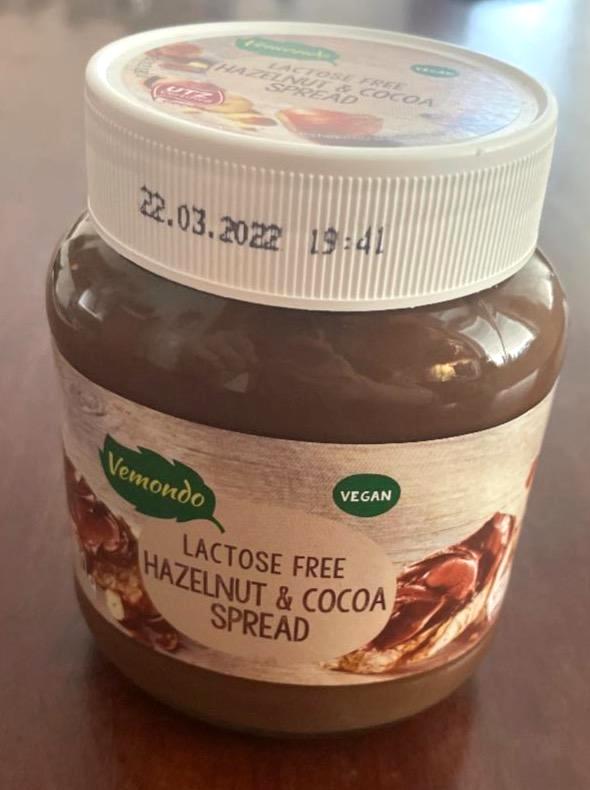 Vemondo
VEGAN
LACTOSE FREE
HAZELNUT & COCOA
SPREAD
UTZ
22.03.2022 19:41
Vemondo
VEGAN
LACTOSE FREE
HAZELNUT & COCOA
SPREAD